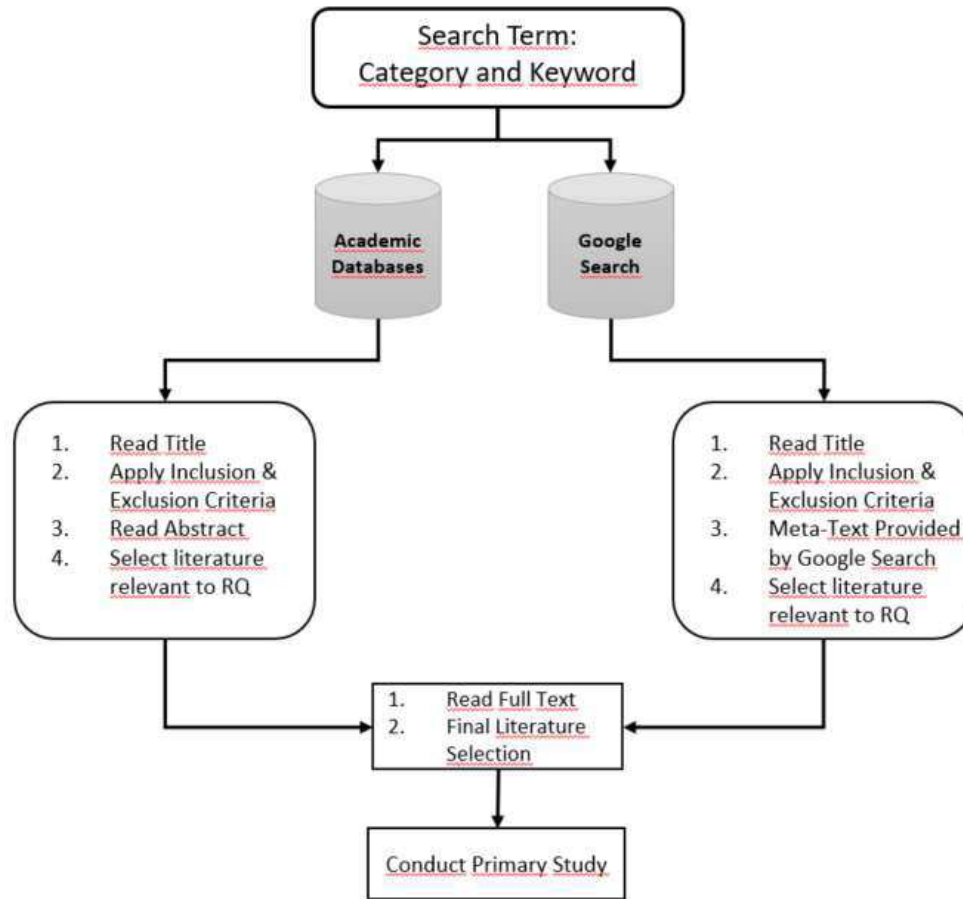 Search Term:
Category and Keyword
Academic
Databases
Google
Search
1. Read Title
2. Apply Inclusion &
Exclusion Criteria
3. Read Abstract
4. Select literature
relevant to RQ
1. Read Title
2. Apply Inclusion &
Exclusion Criteria
3. Meta-Text Provided
by Google Search
4. Select literature
relevant to RQ
1. Read Full Text
2. Final Literature
Selection
Conduct Primary Study